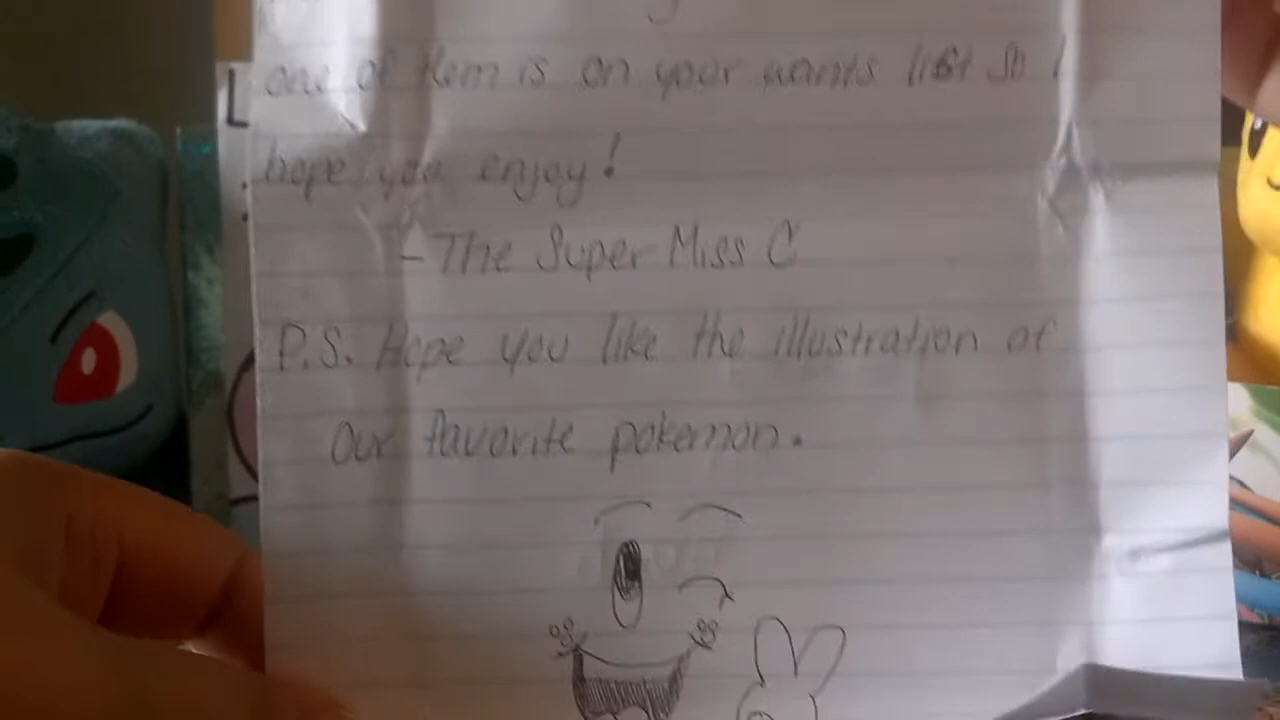 one of them is on your wants list so I
hope you enjoy!
- The Super Miss C
P.S. Hope you like the illustration of
our favorite pokemon.